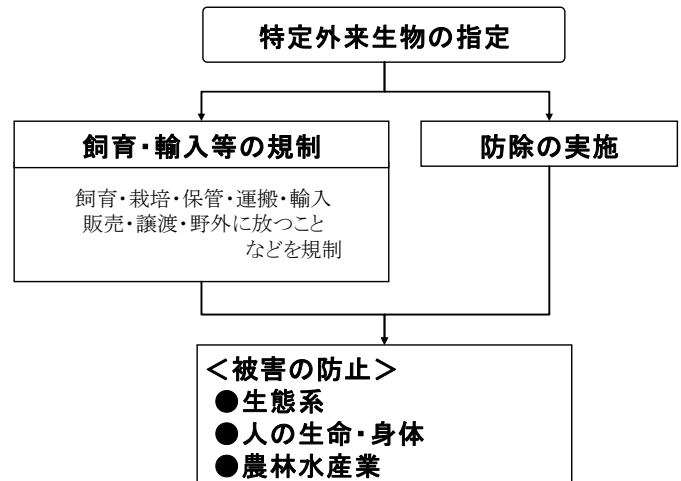 特定外来生物の指定
飼育・輸入等の規制
飼育・栽培・保管・運搬・輸入
販売・譲渡・野外に放つこと
などを規制
防除の実施
＜被害の防止＞
●生態系
●人の生命・身体
●農林水産業